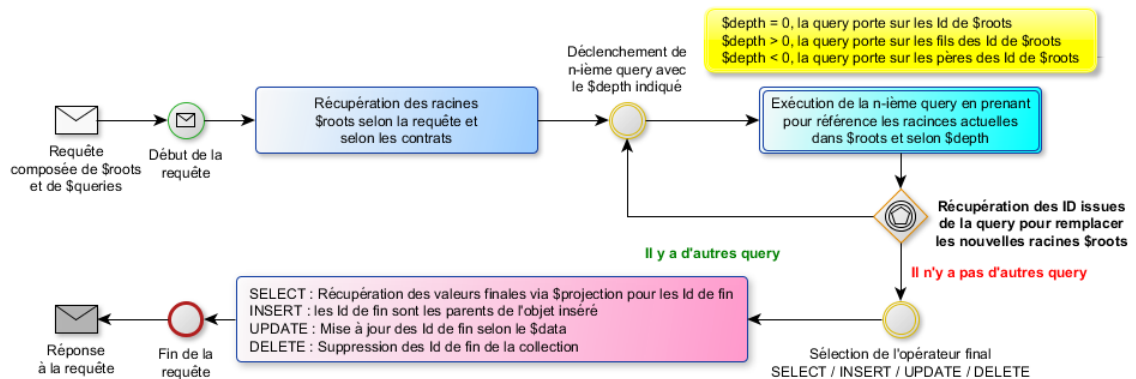 $depth = 0, la query porte sur les Id de $roots
$depth > 0, la query porte sur les fils des Id de $roots
$depth < 0, la query porte sur les pères des Id de $roots
Déclenchement de
n-ième query avec
le $depth indiqué
Récupération des racines
$roots selon la requête et
selon les contrats
Exécution de la n-ième query en prenant
pour référence les racinces actuelles
dans $roots et selon $depth
Requête
composée de $roots
et de $queries
Début de la
requête
Récupération des ID issues
de la query pour remplacer
les nouvelles racines $roots
Il y a d'autres query
Il n'y a pas d'autres query
SELECT : Récupération des valeurs finales via $projection pour les Id de fin
INSERT : les Id de fin sont les parents de l'objet inséré
UPDATE : Mise à jour des Id de fin selon le $data
DELETE : Suppression des Id de fin de la collection
Réponse
à la requête
Fin de la
requête
Sélection de l'opérateur final
SELECT / INSERT / UPDATE / DELETE